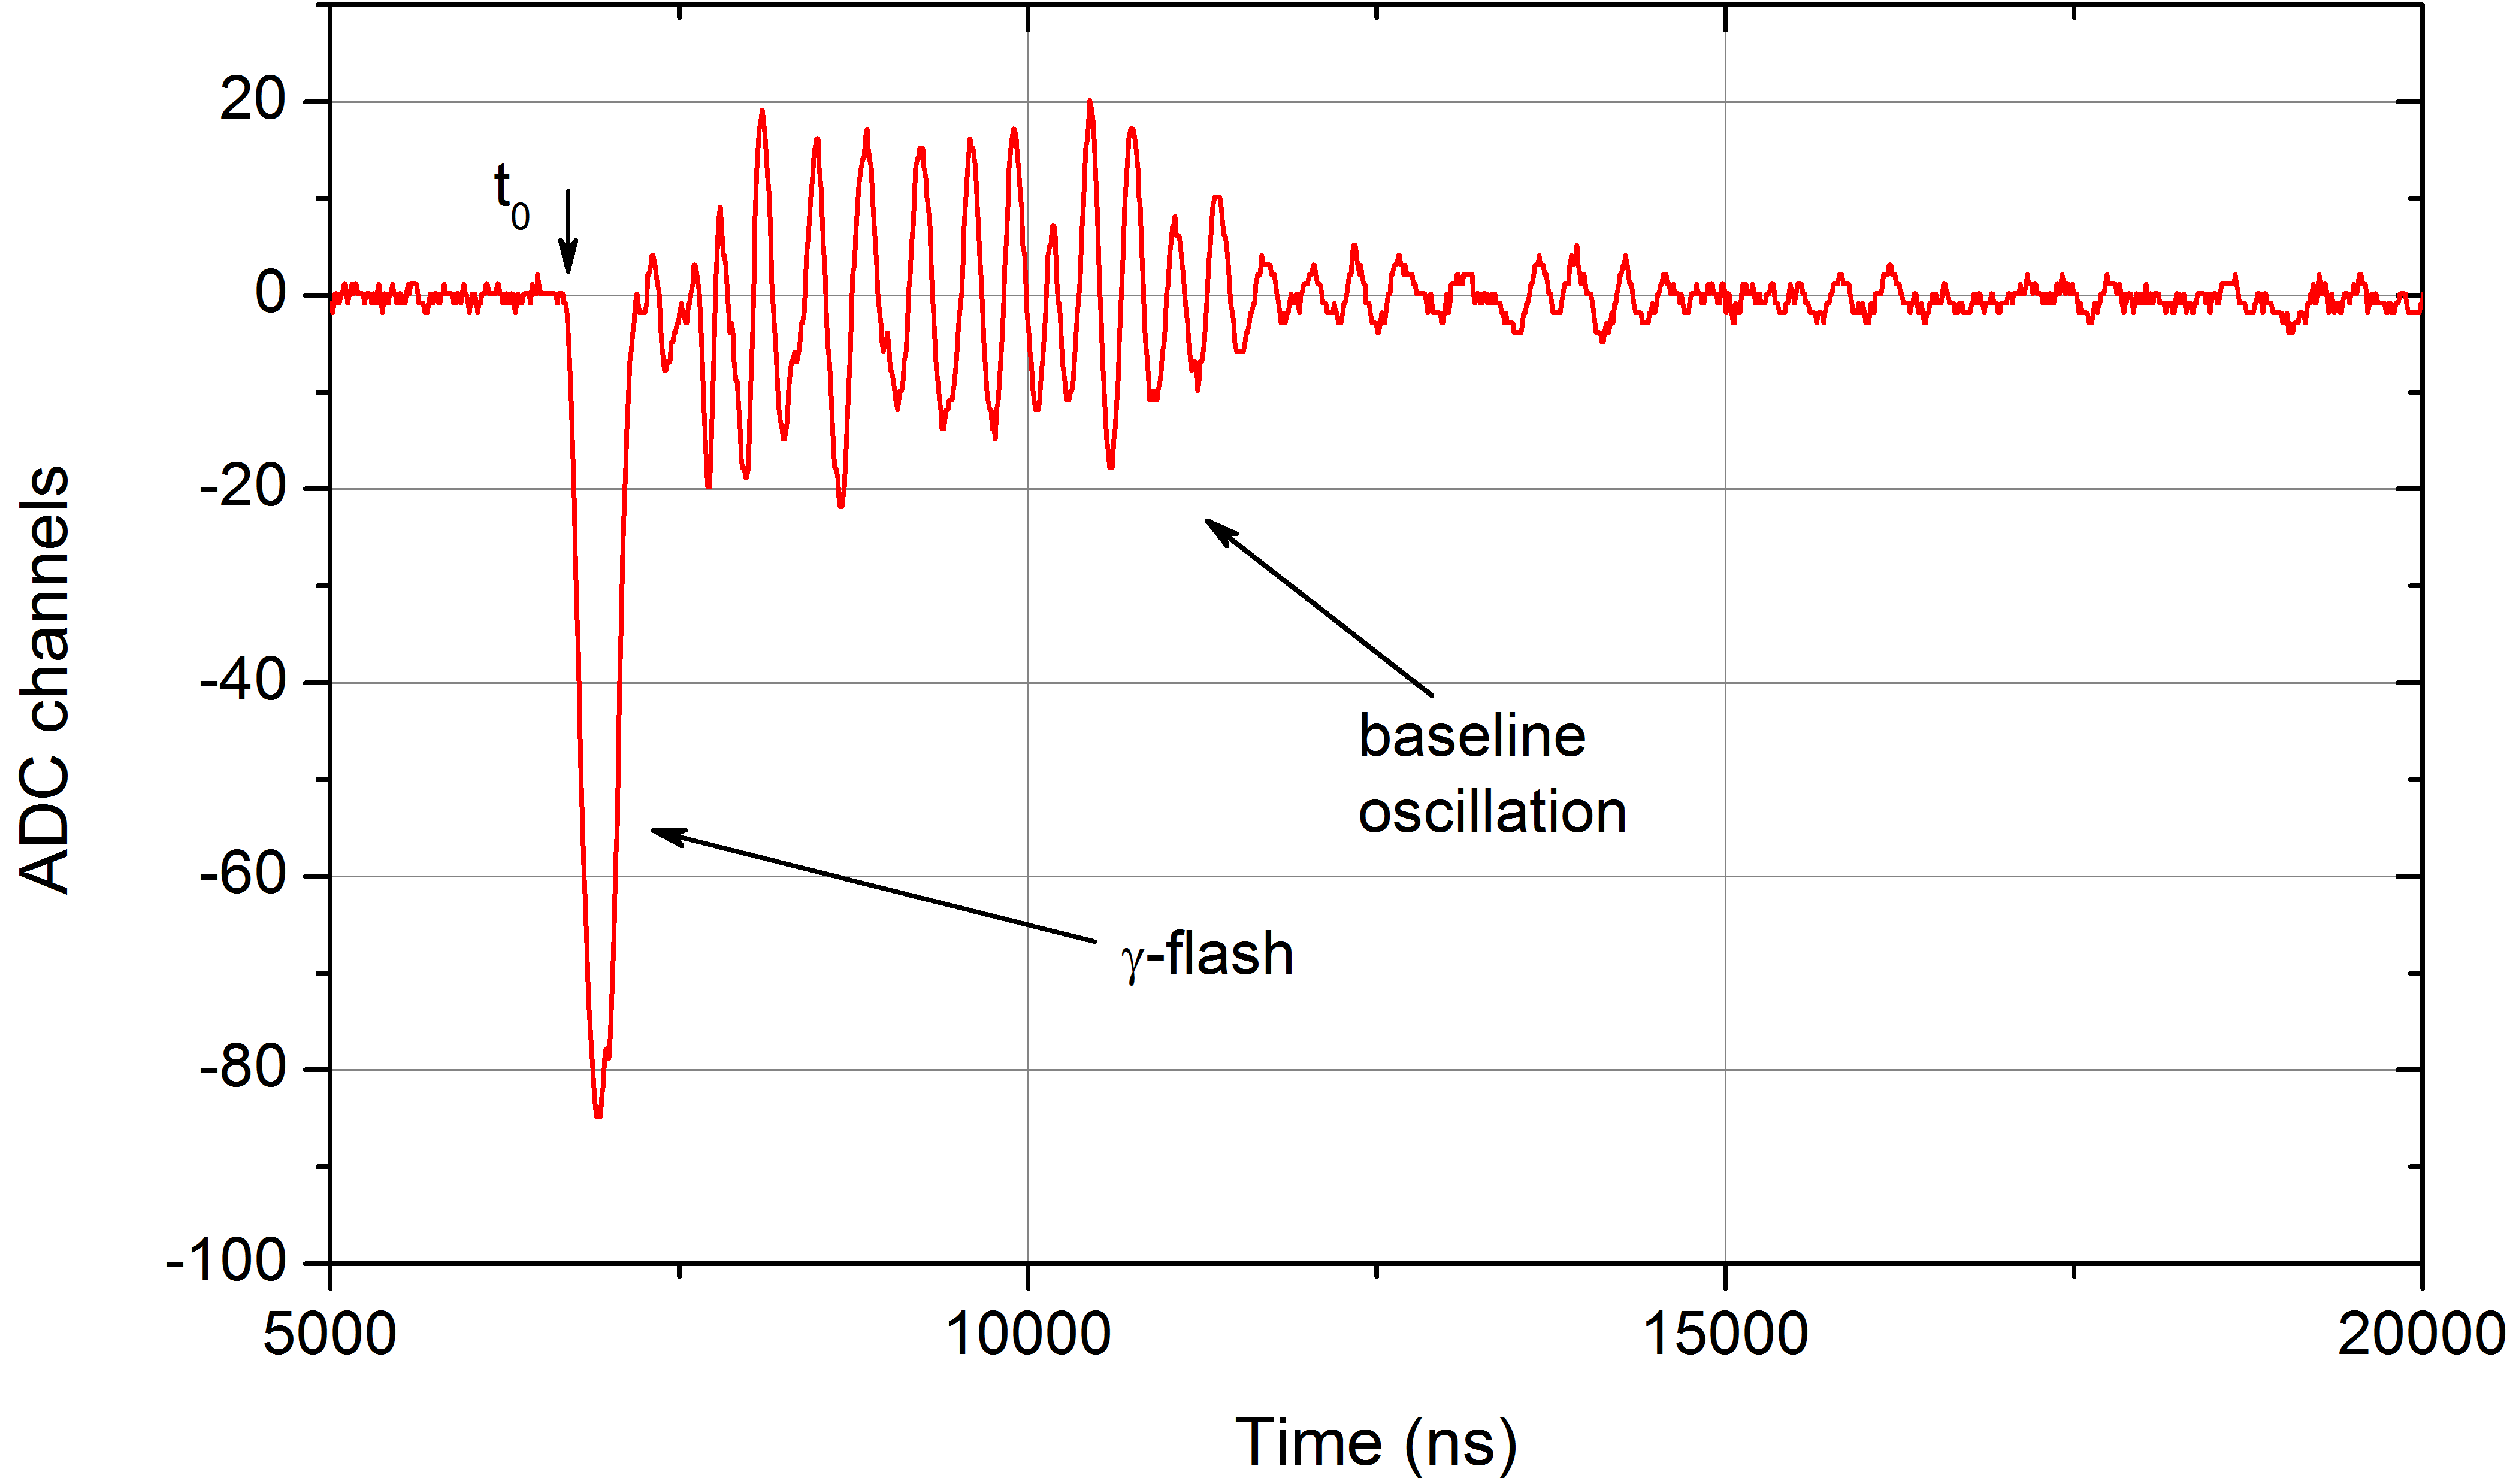 20
0
-20
-40
-60
-80
-100
ADC channels
t0
baseline
oscillation
γ-flash
5000
10000
15000
20000
Time (ns)